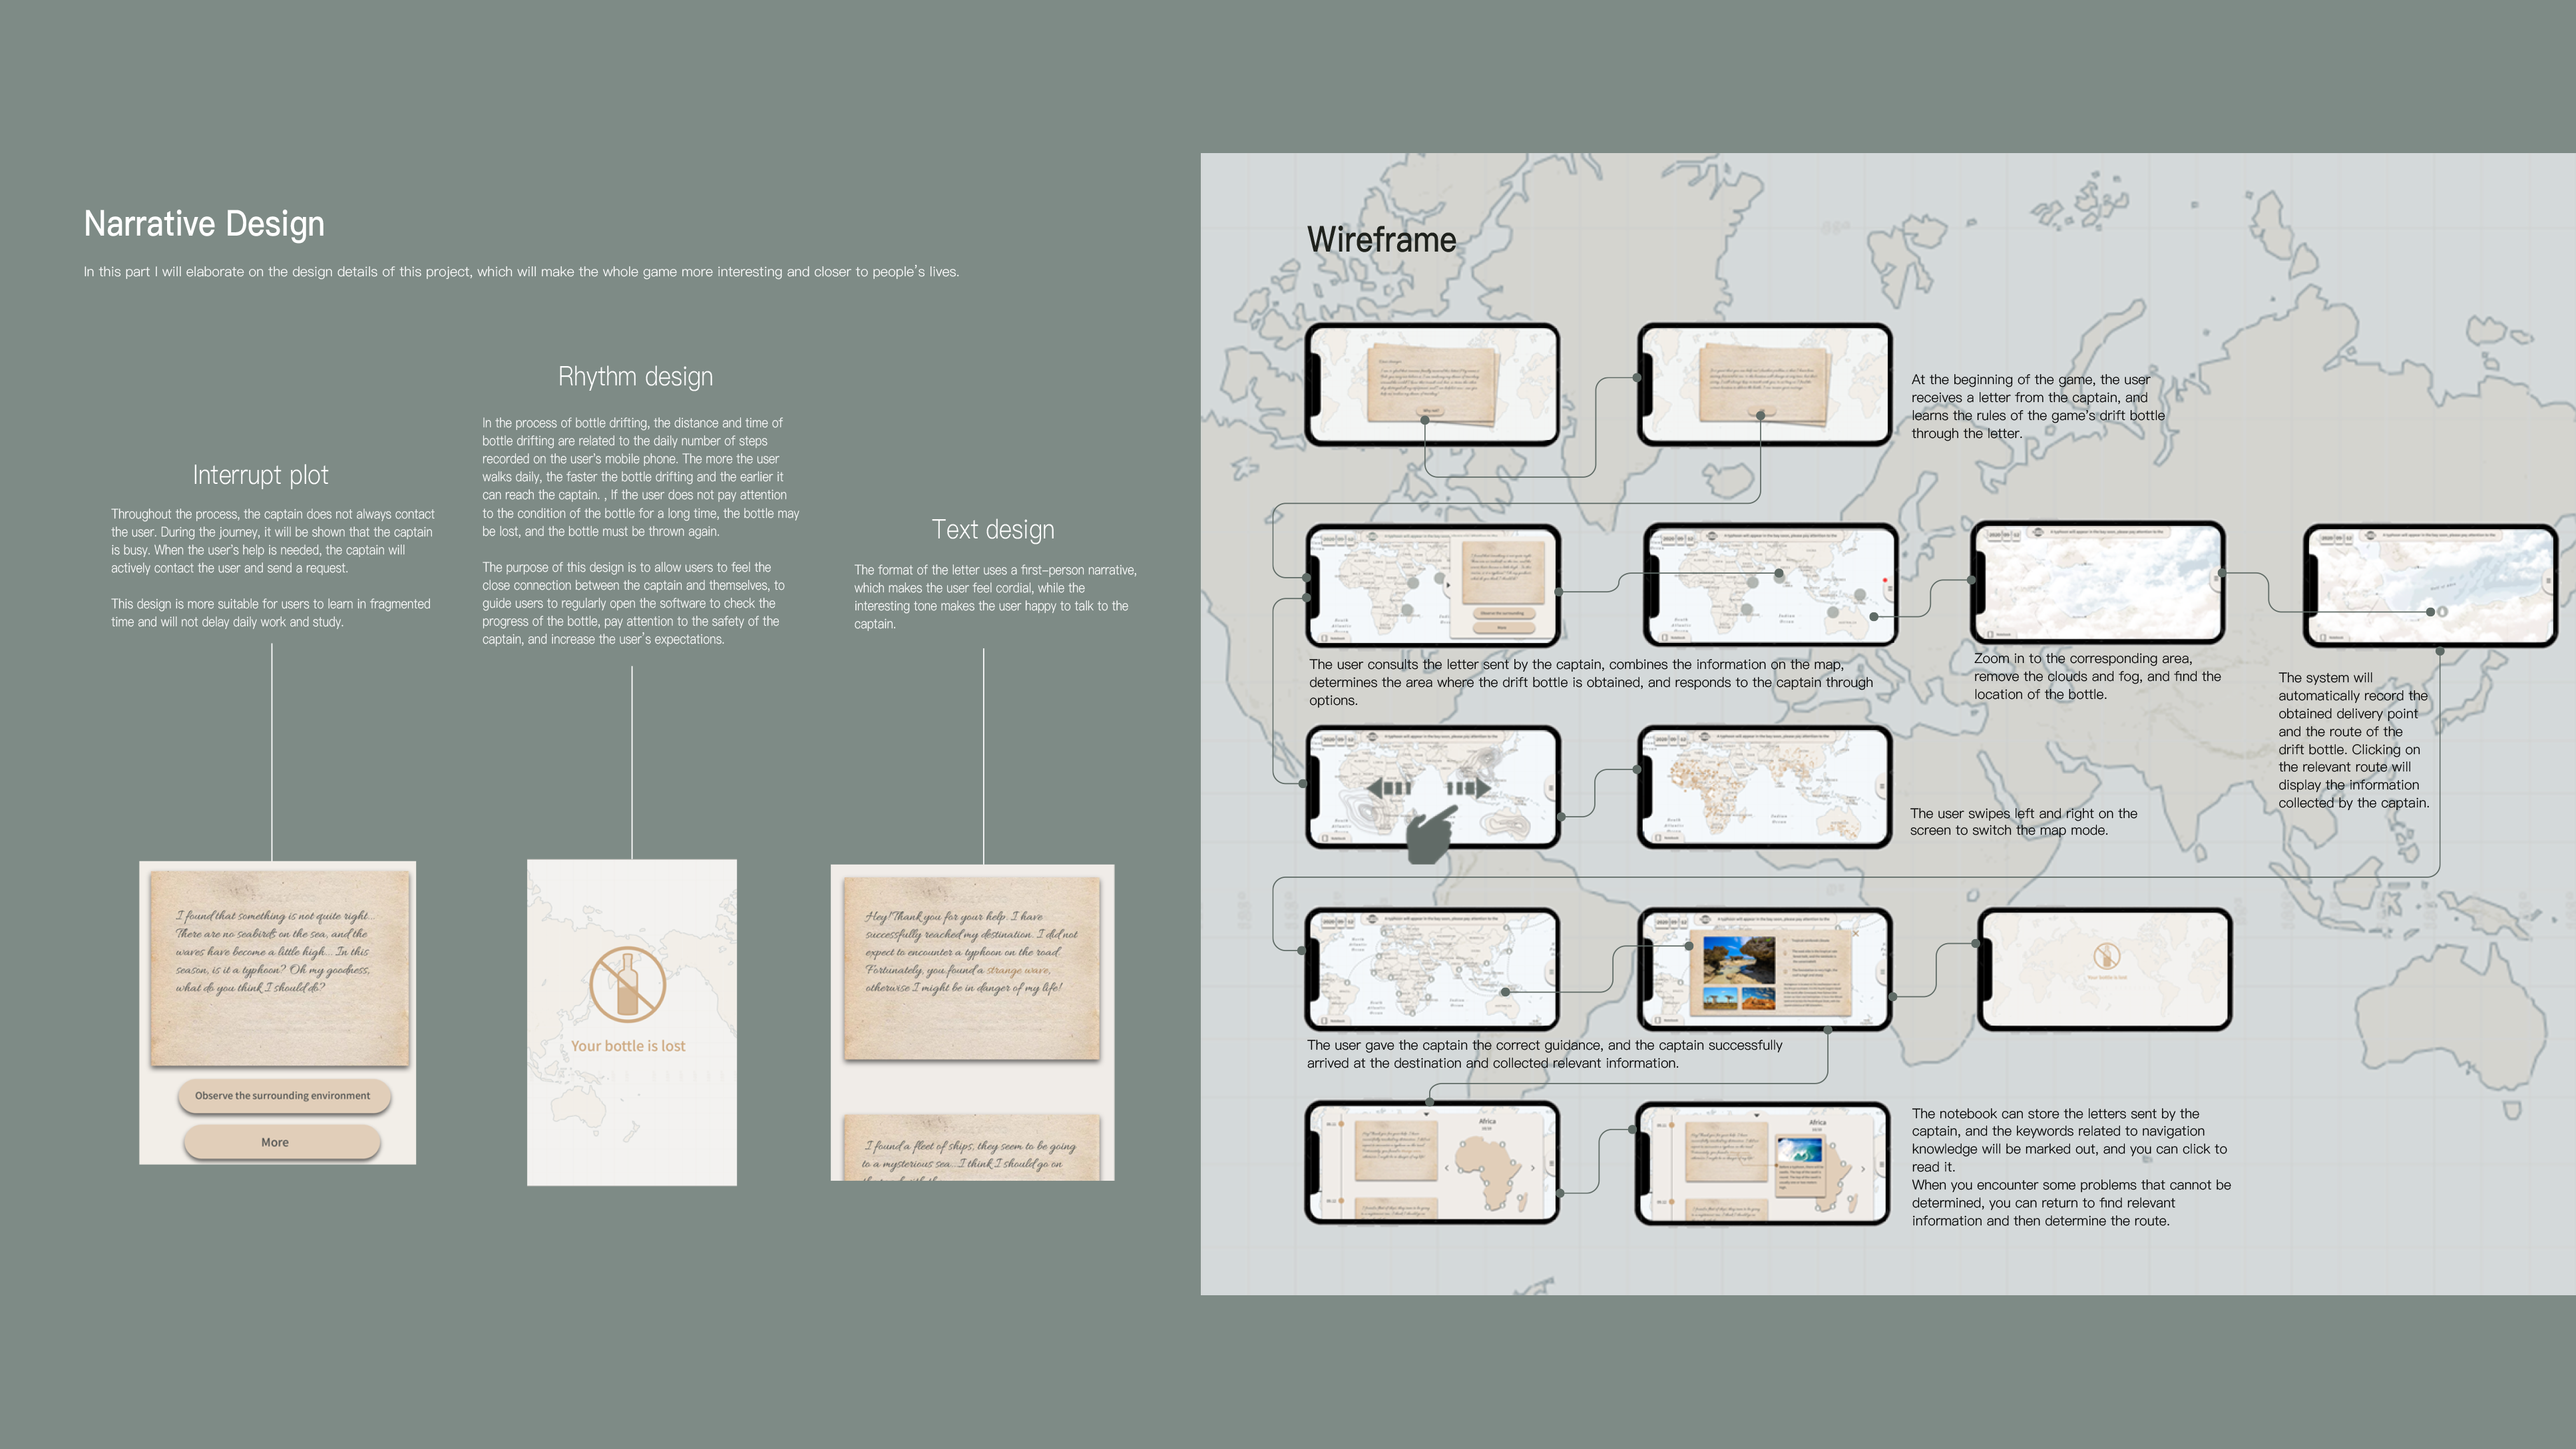 Narrative Design
In this part I will elaborate on the design details of this project, which will make the whole game more interesting and closer to people's lives.
Interrupt plot
Throughout the process, the captain does not always contact
the user. During the journey, it will be shown that the captain
is busy. When the user's help is needed, the captain will
actively contact the user and send a request.
This design is more suitable for users to learn in fragmented
time and will not delay daily work and study.
Rhythm design
In the process of bottle drifting, the distance and time of
bottle drifting are related to the daily number of steps
recorded on the user's mobile phone. The more the user
walks daily, the faster the bottle drifting and the earlier it
can reach the captain. , If the user does not pay attention
to the condition of the bottle for a long time, the bottle may
be lost, and the bottle must be thrown again.
The purpose of this design is to allow users to feel the
close connection between the captain and themselves, to
guide users to regularly open the software to check the
progress of the bottle, pay attention to the safety of the
captain, and increase the user's expectations.
Text design
The format of the letter uses a first-person narrative,
which makes the user feel cordial, while the
interesting tone makes the user happy to talk to the
captain.
I found that something is not quite right...
There are no seabirds on the sea, and the
waves have become a little high... In this
season, is it a typhoon? Oh my goodness,
what do you think I should do?
Observe the surrounding environment
More
Your bottle is lost
Hey! Thank you for your help. I have
successfully reached my destination. I did not
expect to encounter a typhoon on the road.
Fortunately, you found a strange wave,
otherwise I might be in danger of my life!
I found a fleet of ships, they seem to be going
to a mysterious sea...I think I should go on
Wireframe
At the beginning of the game, the user
receives a letter from the captain, and
learns the rules of the game's drift bottle
through the letter.
The user consults the letter sent by the captain, combines the information on the map,
determines the area where the drift bottle is obtained, and responds to the captain through
options.
Zoom in to the corresponding area,
remove the clouds and fog, and find the
location of the bottle.
The system will
automatically record the
obtained delivery point
and the route of the
drift bottle. Clicking on
the relevant route will
display the information
collected by the captain.
The user swipes left and right on the
screen to switch the map mode.
The user gave the captain the correct guidance, and the captain successfully
arrived at the destination and collected relevant information.
Your bottle is lost
Africa
Africa
The notebook can store the letters sent by the
captain, and the keywords related to navigation
knowledge will be marked out, and you can click to
read it.
When you encounter some problems that cannot be
determined, you can return to find relevant
information and then determine the route.